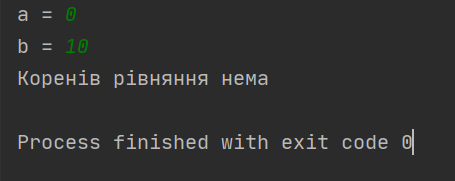 a = 0
b = 10
Коренів рівняння нема
Process finished with exit code 0